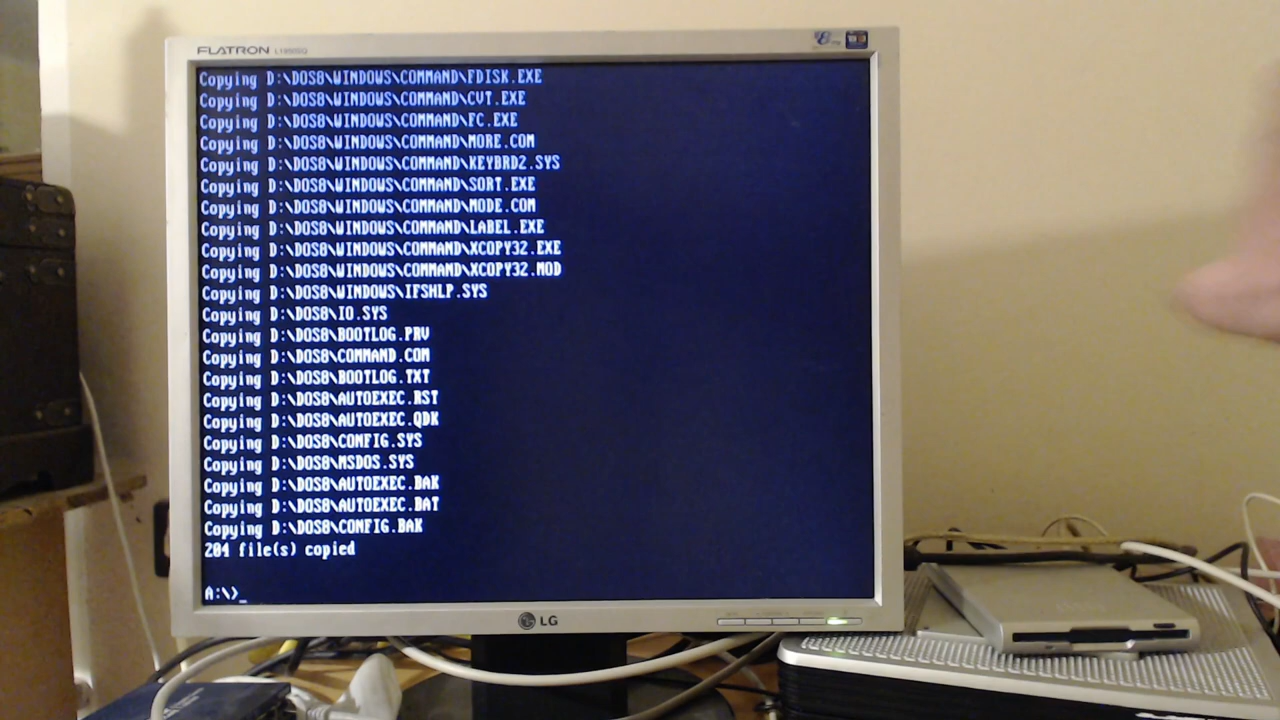 FLATRON L1950SQ
Copying D:\DOS8\WINDOWS\COMMAND\FDISK.EXE
Copying D:\DOS8\WINDOWS\COMMAND\CVT.EXE
Copying D:\DOS8\WINDOWS\COMMAND\FC.EXE
Copying D:\DOS8\WINDOWS\COMMAND\MORE.COM
Copying D:\DOS8\WINDOWS\COMMAND\KEYBRD2.SYS
Copying D:\DOS8\WINDOWS\COMMAND\SORT.EXE
Copying D:\DOS8\WINDOWS\COMMAND\MODE.COM
Copying D:\DOS8\WINDOWS\COMMAND\LABEL.EXE
Copying D:\DOS8\WINDOWS\COMMAND\XCOPY32.EXE
Copying D:\DOS8\WINDOWS\COMMAND\XCOPY32.MOD
Copying D:\DOS8\WINDOWS\IFSHLP.SYS
Copying D:\DOS8\IO.SYS
Copying D:\DOS8\BOOTLOG.PRV
Copying D:\DOS8\COMMAND.COM
Copying D:\DOS8\BOOTLOG.TXT
Copying D:\DOS8\AUTOEXEC.RST
Copying D:\DOS8\AUTOEXEC.QDK
Copying D:\DOS8\CONFIG.SYS
Copying D:\DOS8\MSDOS.SYS
Copying D:\DOS8\AUTOEXEC.BAK
Copying D:\DOS8\AUTOEXEC.BAT
Copying D:\DOS8\CONFIG.BAK
204 file(s) copied
A:\>_
LG